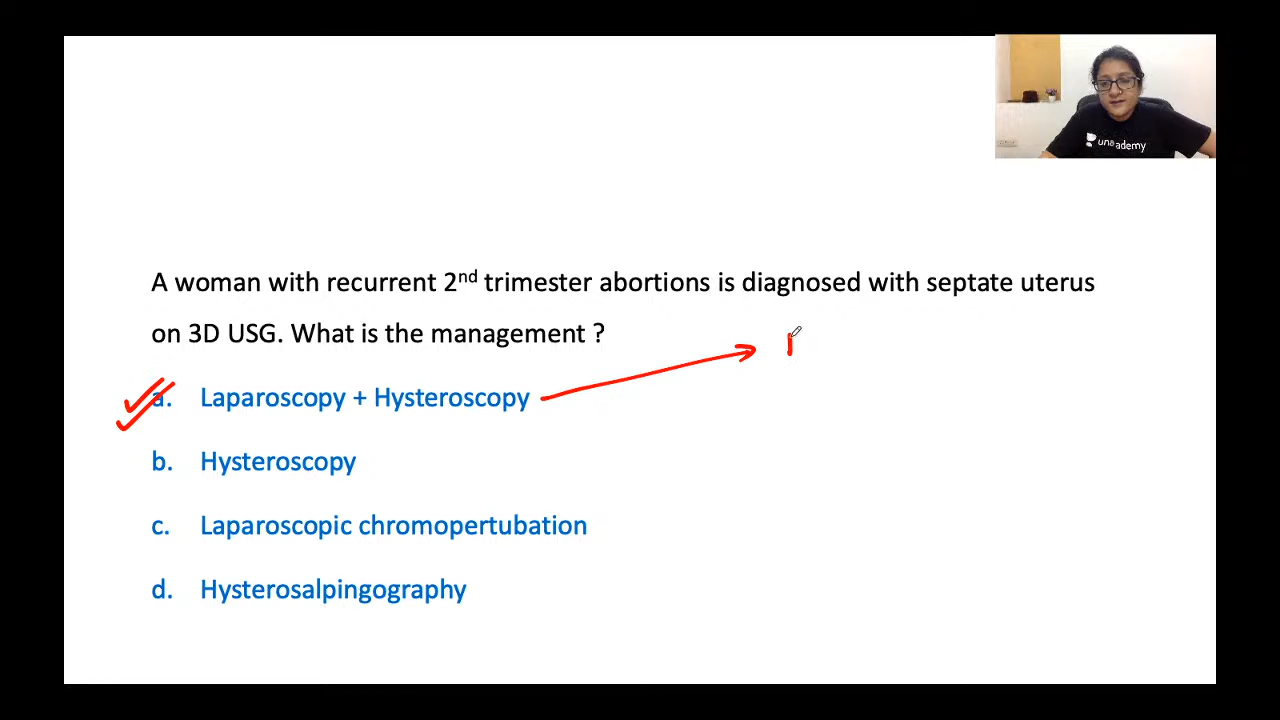 unacademy
A woman with recurrent 2nd trimester abortions is diagnosed with septate uterus
on 3D USG. What is the management ?
a. Laparoscopy + Hysteroscopy
b. Hysteroscopy
c. Laparoscopic chromopertubation
d. Hysterosalpingography